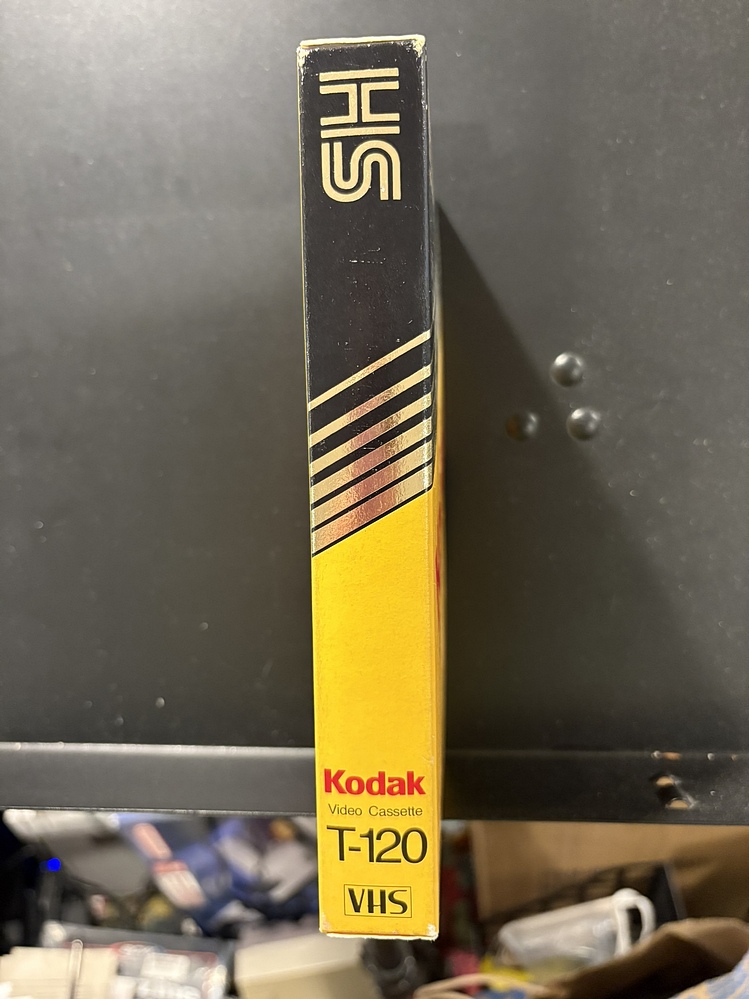 HS
Kodak
Video Cassette
T-120
VHS